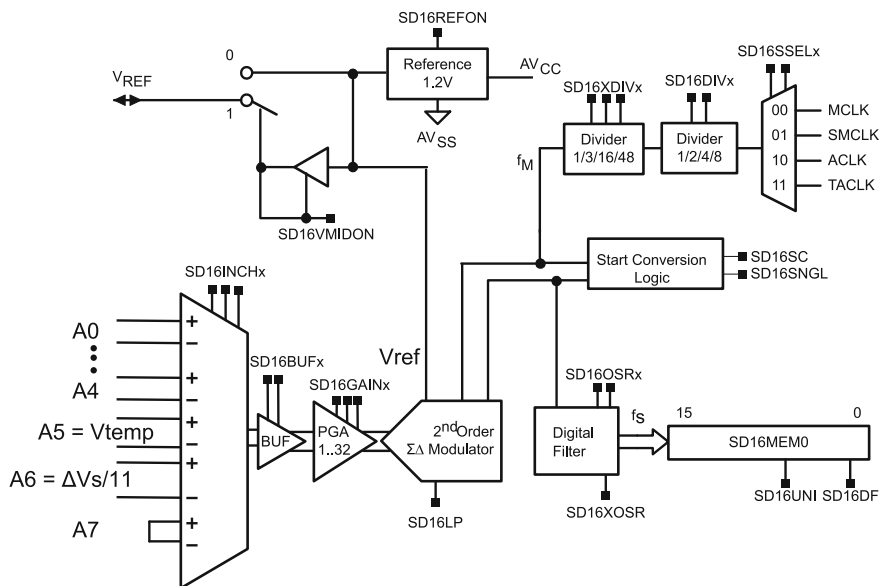 SD16REFON
0
VREF
1
Reference
1.2V
AVCC
AVSS
SD16VMIDON
SD16SSELx
SD16XDIVx
SD16DIVx
fM
Divider
1/3/16/48
Divider
1/2/4/8
00
01
10
11
MCLK
SMCLK
ACLK
TACLK
Start Conversion
Logic
SD16SC
SD16SNGL
SD16INCHx
A0
+
−
A4
+
−
A5 = Vtemp
+
−
A6 = ΔVs/11
+
−
A7
+
−
SD16BUFx
BUF
SD16GAINx
PGA
1..32
Vref
2nd Order
ΣΔ Modulator
SD16LP
SD16OSRx
Digital
Filter
fS
SD16XOSR
15
0
SD16MEM0
SD16UNI
SD16DF